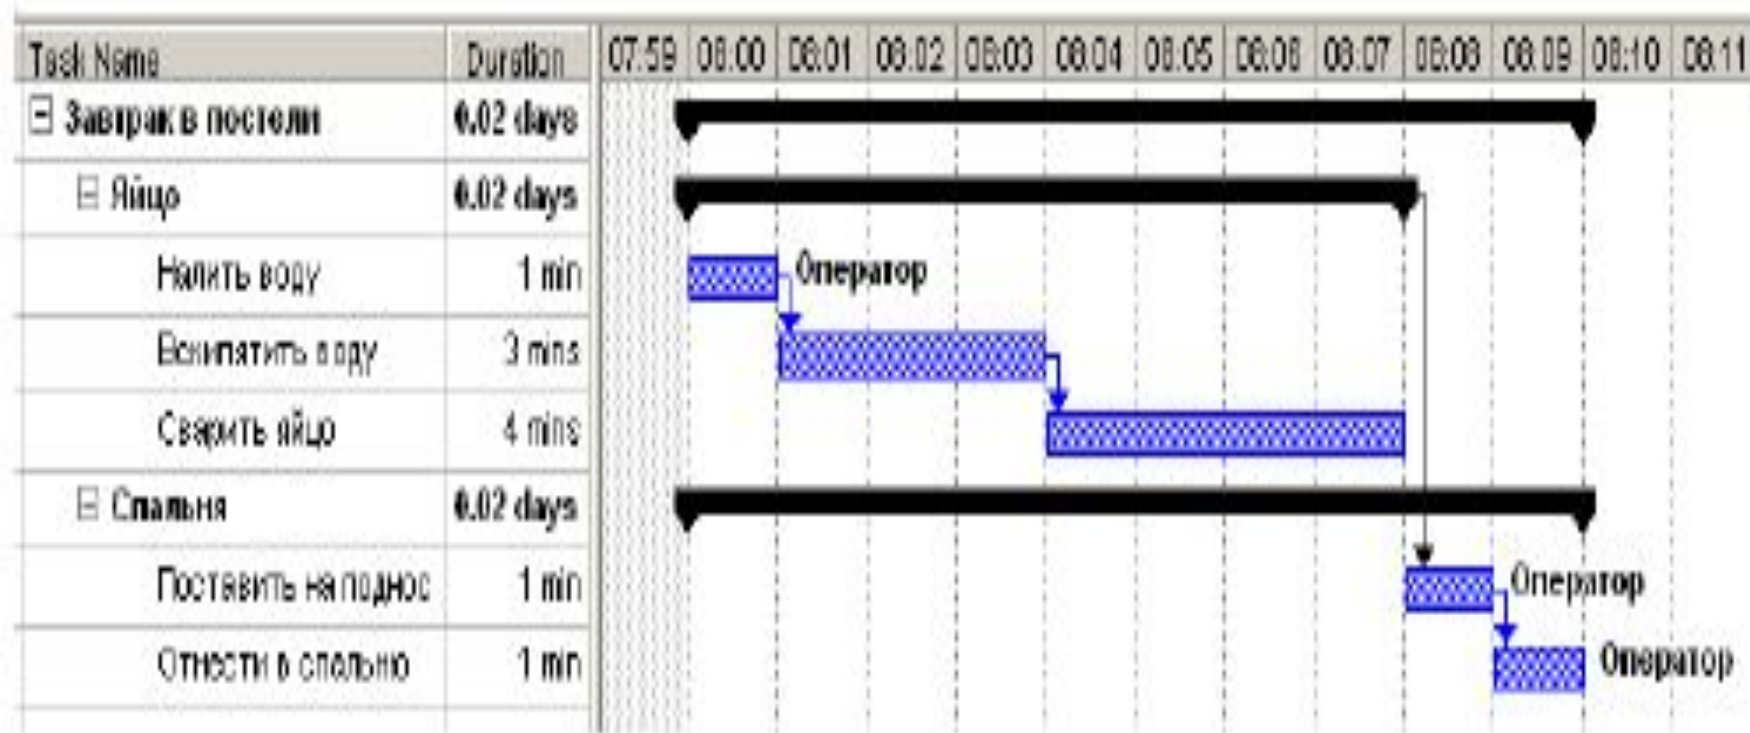 Task Name Duration 07:59 08:00 08:01 08:02 08:03 08:04 08:05 08:06 08:07 08:08 08:09 08:10 08:11
Завтрак в постели 0.02 days
Яйцо 0.02 days
Налить воду 1 min Оператор
Вскипятить воду 3 mins
Сварить яйцо 4 mins
Спальня 0.02 days
Поставить на поднос 1 min Оператор
Отнести в спальню 1 min Оператор